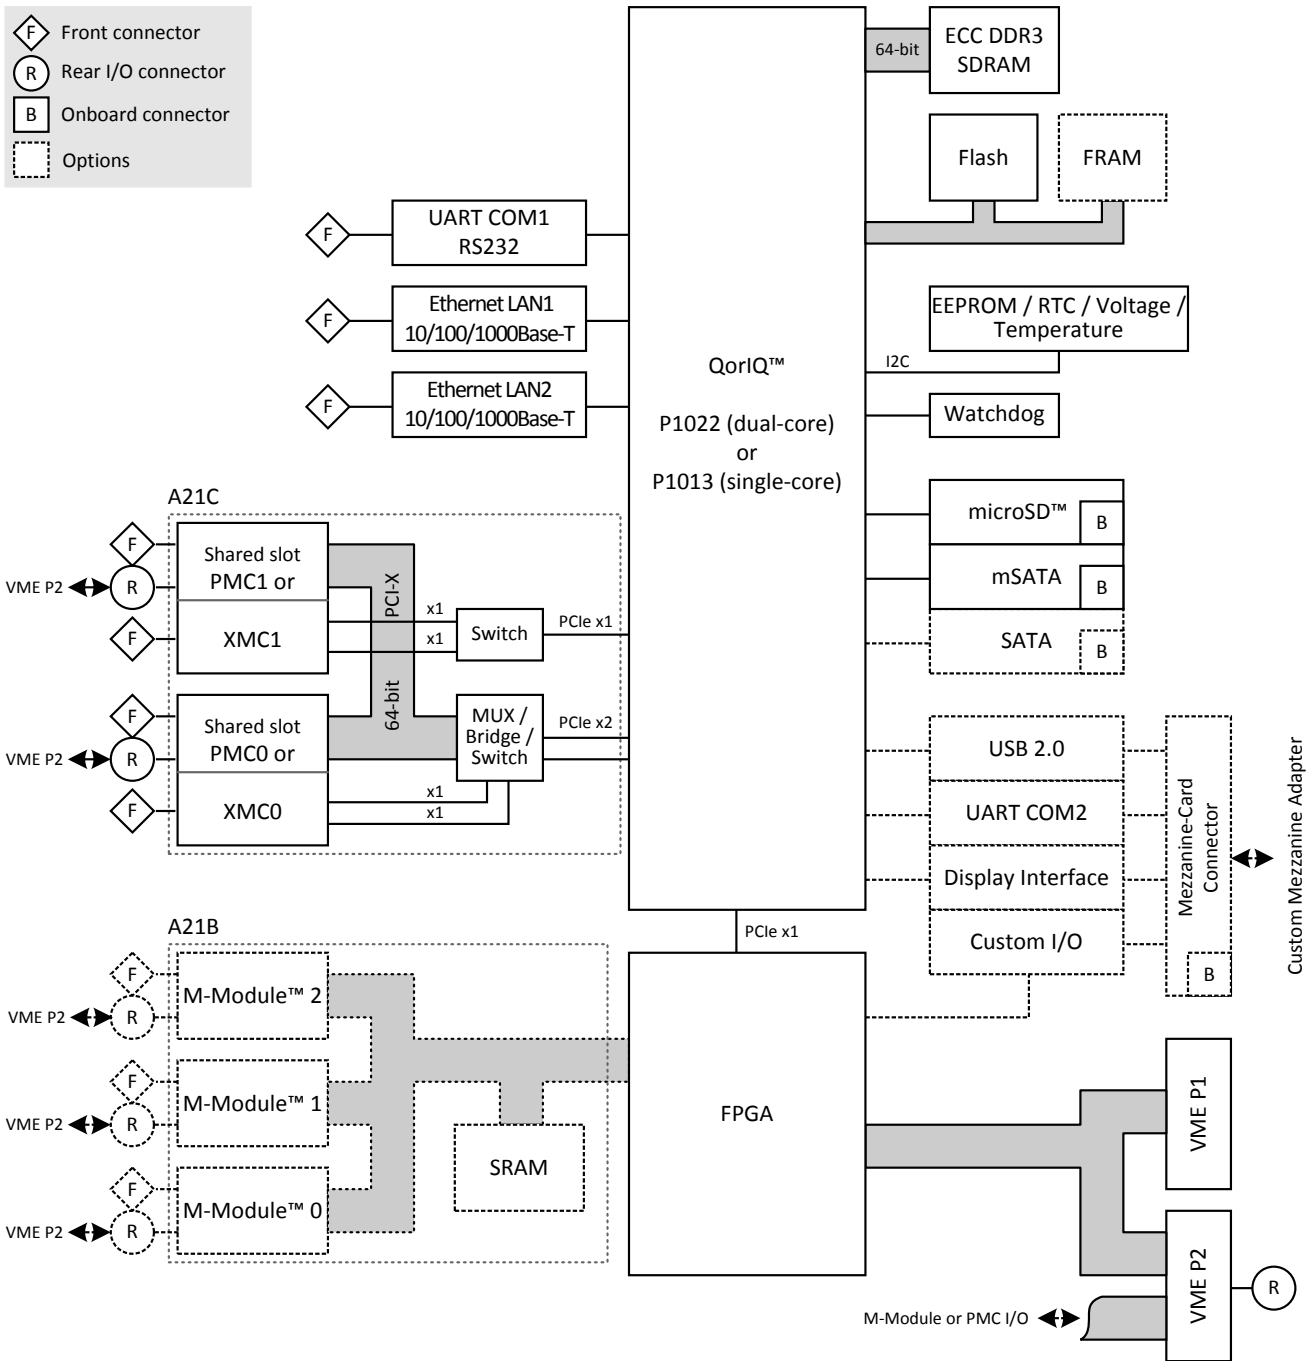 F Front connector
R Rear I/O connector
B Onboard connector
Options
64-bit
ECC DDR3
SDRAM
Flash
FRAM
F
UART COM1
RS232
F
Ethernet LAN1
10/100/1000Base-T
F
Ethernet LAN2
10/100/1000Base-T
QorIQ™
P1022 (dual-core)
or
P1013 (single-core)
EEPROM / RTC / Voltage /
Temperature
I2C
Watchdog
microSD™
B
mSATA
B
SATA
B
A21C
F
VME P2
R
Shared slot
PMC1 or
F
XMC1
PCI-X
64-bit
x1
x1
Switch
PCIe x1
F
VME P2
R
Shared slot
PMC0 or
F
XMC0
MUX /
Bridge /
Switch
PCIe x2
x1
x1
USB 2.0
UART COM2
Display Interface
Custom I/O
Mezzanine-Card
Connector
B
Custom Mezzanine Adapter
PCIe x1
A21B
F
VME P2
R
M-Module™ 2
F
VME P2
R
M-Module™ 1
F
VME P2
R
M-Module™ 0
SRAM
FPGA
VME P1
VME P2
R
M-Module or PMC I/O